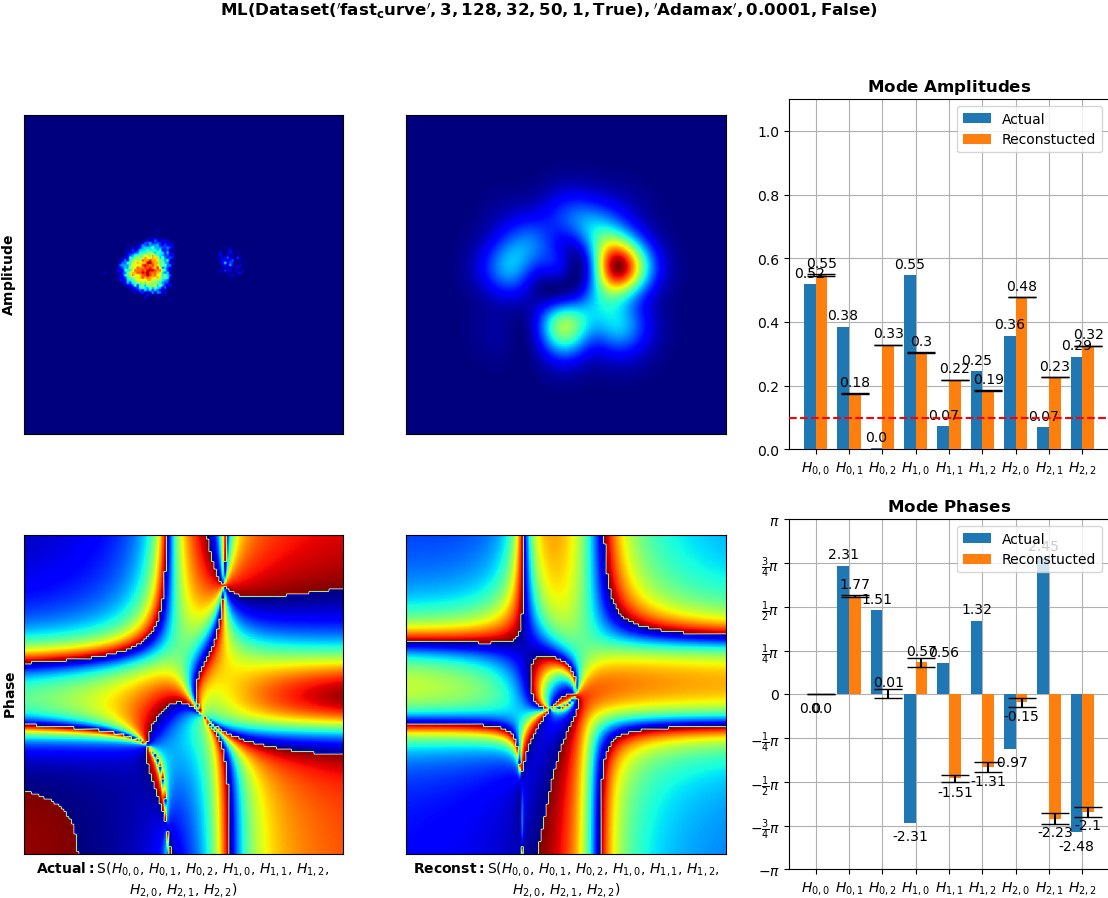 ML(Dataset('fast_curve', 3, 128, 32, 50, 1, True), 'Adamax', 0.0001, False)
Amplitude
Mode Amplitudes
Actual
Reconstucted
1.0
0.8
0.6
0.4
0.2
0.0
0.52
0.55
0.38
0.18
0.0
0.33
0.55
0.3
0.07
0.22
0.25
0.19
0.36
0.48
0.07
0.23
0.29
0.32
H0,0 H0,1 H0,2 H1,0 H1,1 H1,2 H2,0 H2,1 H2,2
Phase
Actual: S(H0,0, H0,1, H0,2, H1,0, H1,1, H1,2,
H2,0, H2,1, H2,2)
Reconst: S(H0,0, H0,1, H0,2, H1,0, H1,1, H1,2,
H2,0, H2,1, H2,2)
Mode Phases
Actual
Reconstucted
π
3/4π
1/2π
1/4π
0
−1/4π
−1/2π
−3/4π
−π
0.0
0.0
2.31
1.77
1.51
0.01
-2.31
0.57
0.56
-1.51
1.32
-1.31
-0.97
-0.15
2.45
-2.23
-2.48
-2.1
H0,0 H0,1 H0,2 H1,0 H1,1 H1,2 H2,0 H2,1 H2,2